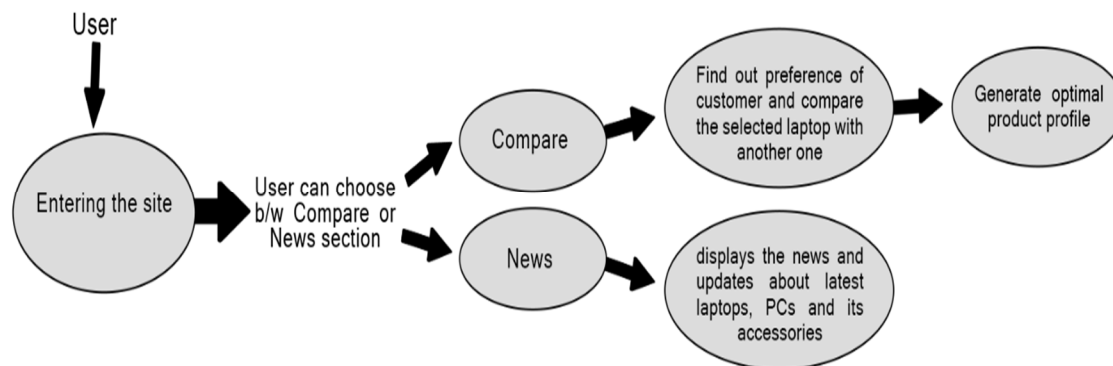 User
Entering the site
User can choose
b/w Compare or
News section
Compare
Find out preference of
customer and compare
the selected laptop with
another one
Generate optimal
product profile
News
displays the news and
updates about latest
laptops, PCs and its
accessories